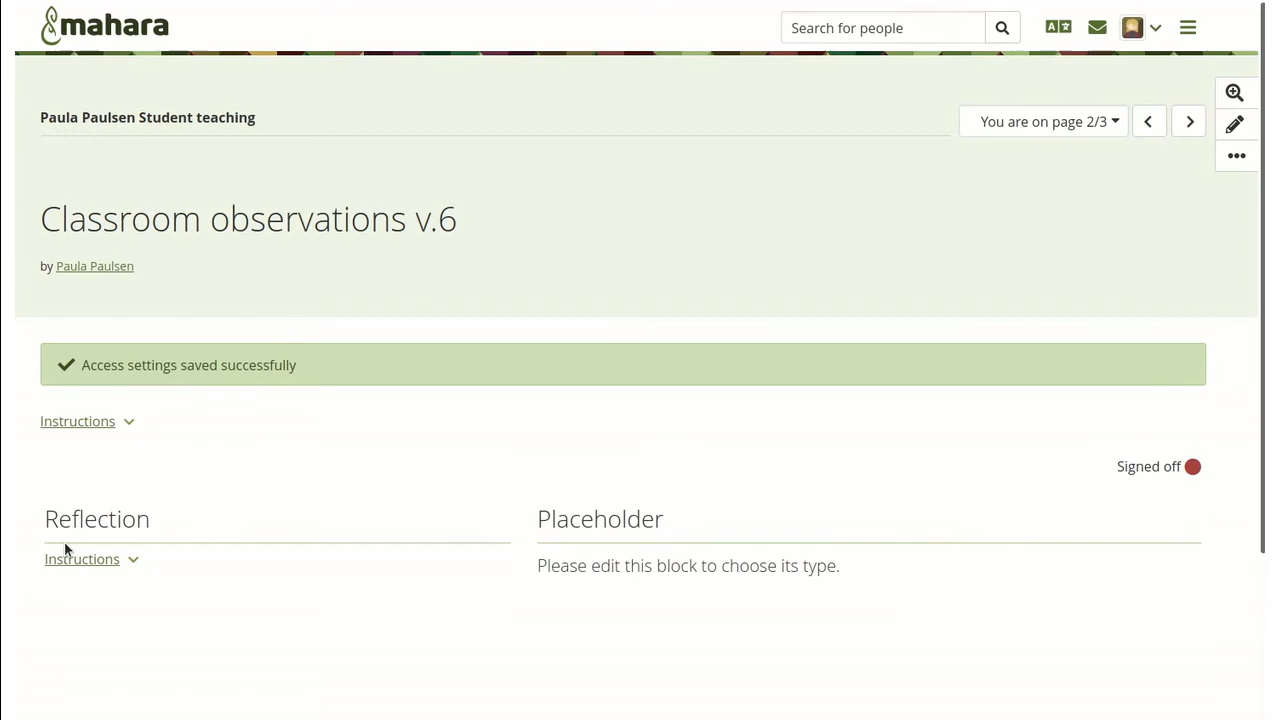 mahara
Search for people
Paula Paulsen Student teaching
You are on page 2/3
Classroom observations v.6
by Paula Paulsen
Access settings saved successfully
Instructions
Signed off
Reflection
Placeholder
Instructions
Please edit this block to choose its type.